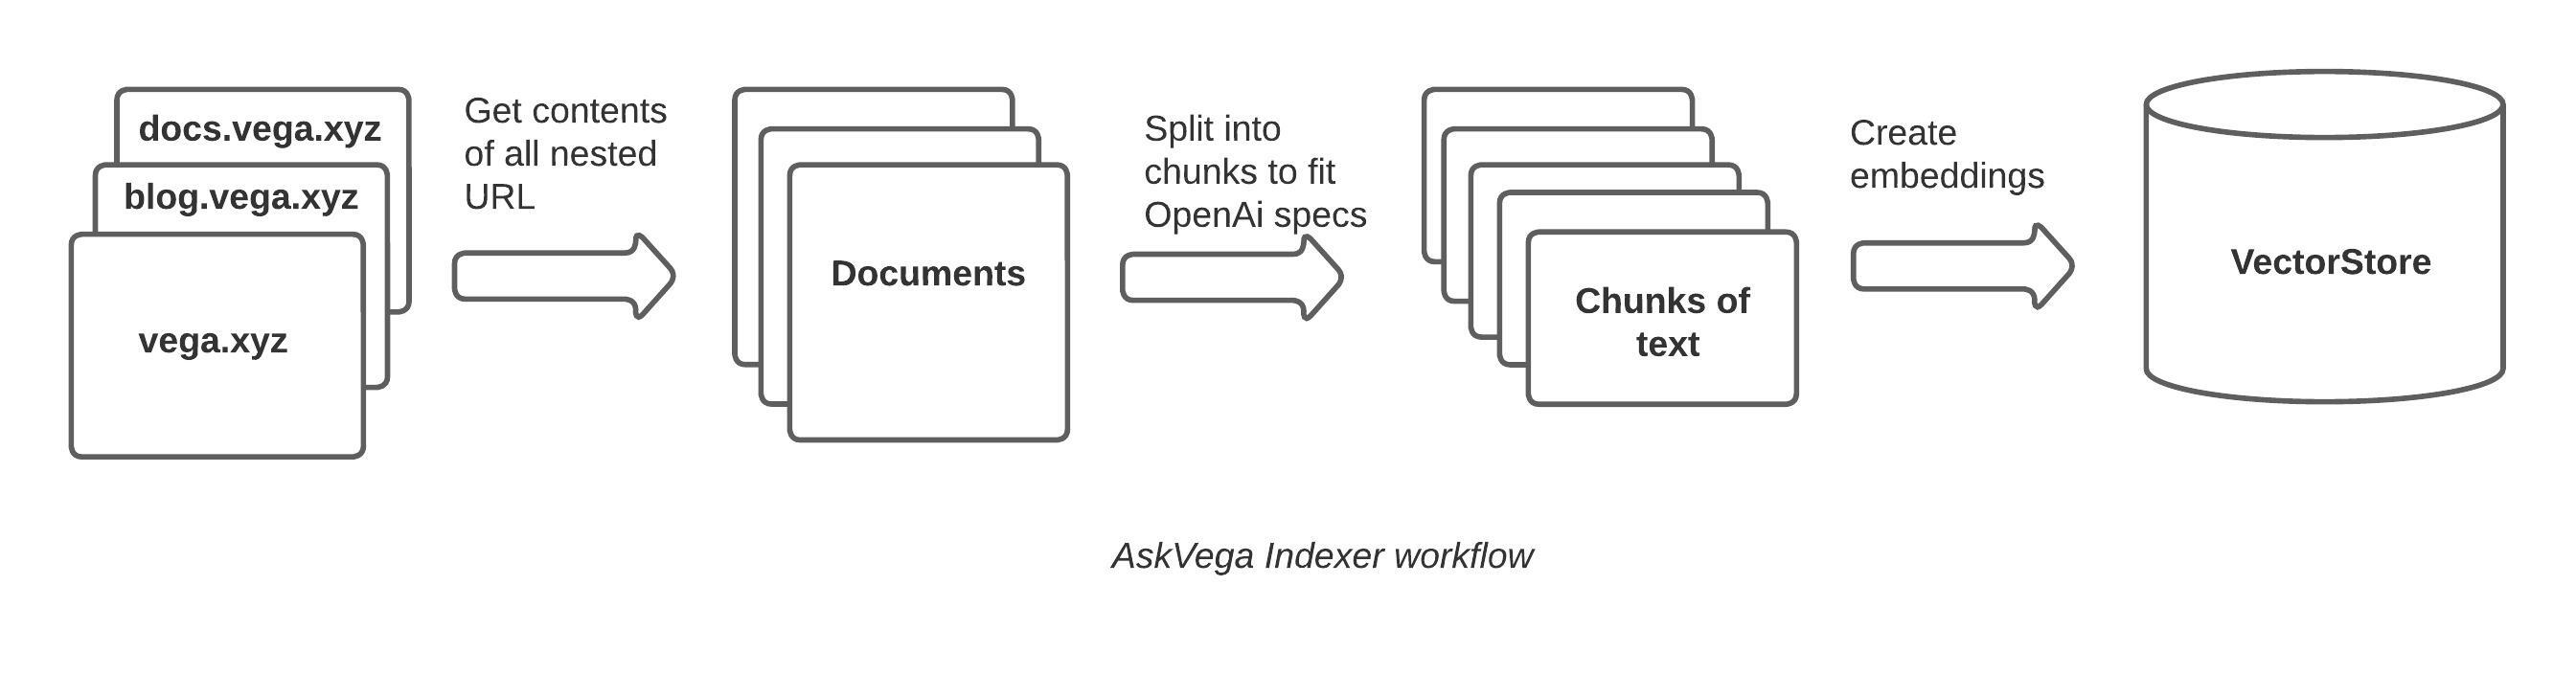 docs.vega.xyz
blog.vega.xyz
vega.xyz
Get contents
of all nested
URL
Documents
Split into
chunks to fit
OpenAi specs
Chunks of
text
Create
embeddings
VectorStore
AskVega Indexer workflow